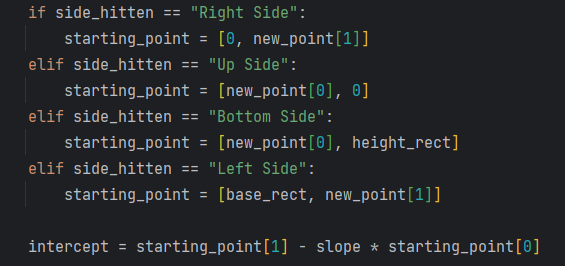 if side_hitten == "Right Side":
    starting_point = [0, new_point[1]]
elif side_hitten == "Up Side":
    starting_point = [new_point[0], 0]
elif side_hitten == "Bottom Side":
    starting_point = [new_point[0], height_rect]
elif side_hitten == "Left Side":
    starting_point = [base_rect, new_point[1]]
intercept = starting_point[1] - slope * starting_point[0]